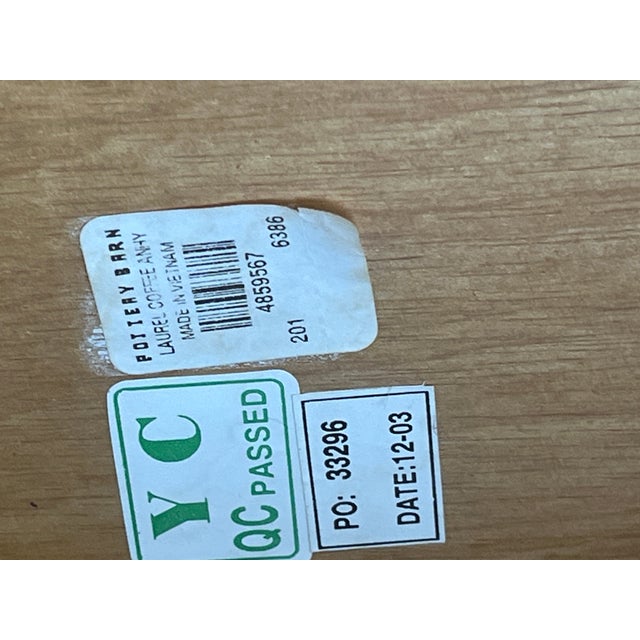 POTTERY BARN
LAUREL COFFEE ANHY
MADE IN VIETNAM
4859567
201 6386
Y C
QC PASSED
PO: 33296
DATE:12-03